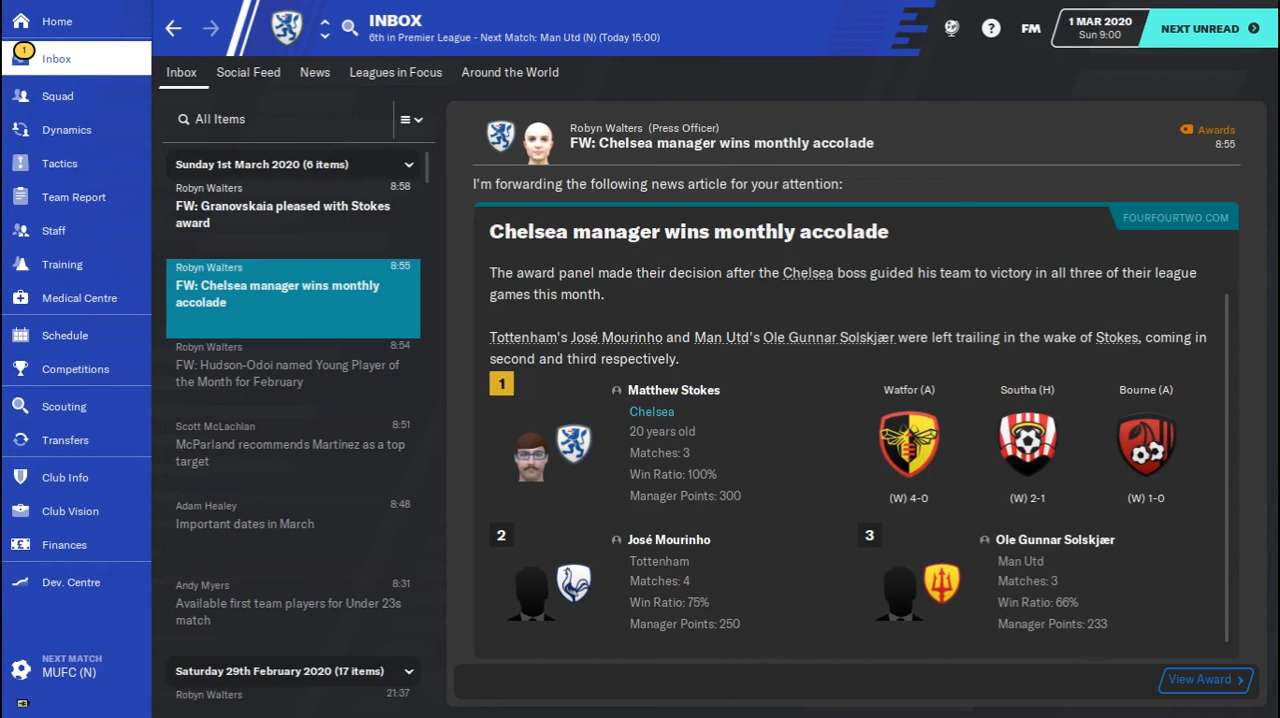 Home
1
Inbox
Squad
Dynamics
Tactics
Team Report
Staff
Training
Medical Centre
Schedule
Competitions
Scouting
Transfers
Club Info
Club Vision
Finances
Dev. Centre
NEXT MATCH
MUFC (N)
INBOX
6th in Premier League - Next Match: Man Utd (N) (Today 15:00)
?
FM
1 MAR 2020
Sun 9:00
NEXT UNREAD
Inbox
Social Feed
News
Leagues in Focus
Around the World
All Items
Sunday 1st March 2020 (6 items)
Robyn Walters 8:58
FW: Granovskaia pleased with Stokes
award
Robyn Walters 8:55
FW: Chelsea manager wins monthly
accolade
Robyn Walters 8:54
FW: Hudson-Odoi named Young Player of
the Month for February
Scott McLachlan 8:51
McParland recommends Martínez as a top
target
Adam Healey 8:48
Important dates in March
Andy Myers 8:31
Available first team players for Under 23s
match
Saturday 29th February 2020 (17 items)
Robyn Walters 21:37
Robyn Walters (Press Officer)
FW: Chelsea manager wins monthly accolade
Awards
8:55
I'm forwarding the following news article for your attention:
FOURFOURTWO.COM
Chelsea manager wins monthly accolade
The award panel made their decision after the Chelsea boss guided his team to victory in all three of their league
games this month.
Tottenham's José Mourinho and Man Utd's Ole Gunnar Solskjær were left trailing in the wake of Stokes, coming in
second and third respectively.
1
Matthew Stokes
Chelsea
20 years old
Matches: 3
Win Ratio: 100%
Manager Points: 300
Watfor (A)
Southa (H)
Bourne (A)
(W) 4-0
(W) 2-1
(W) 1-0
2
José Mourinho
Tottenham
Matches: 4
Win Ratio: 75%
Manager Points: 250
3
Ole Gunnar Solskjær
Man Utd
Matches: 3
Win Ratio: 66%
Manager Points: 233
View Award